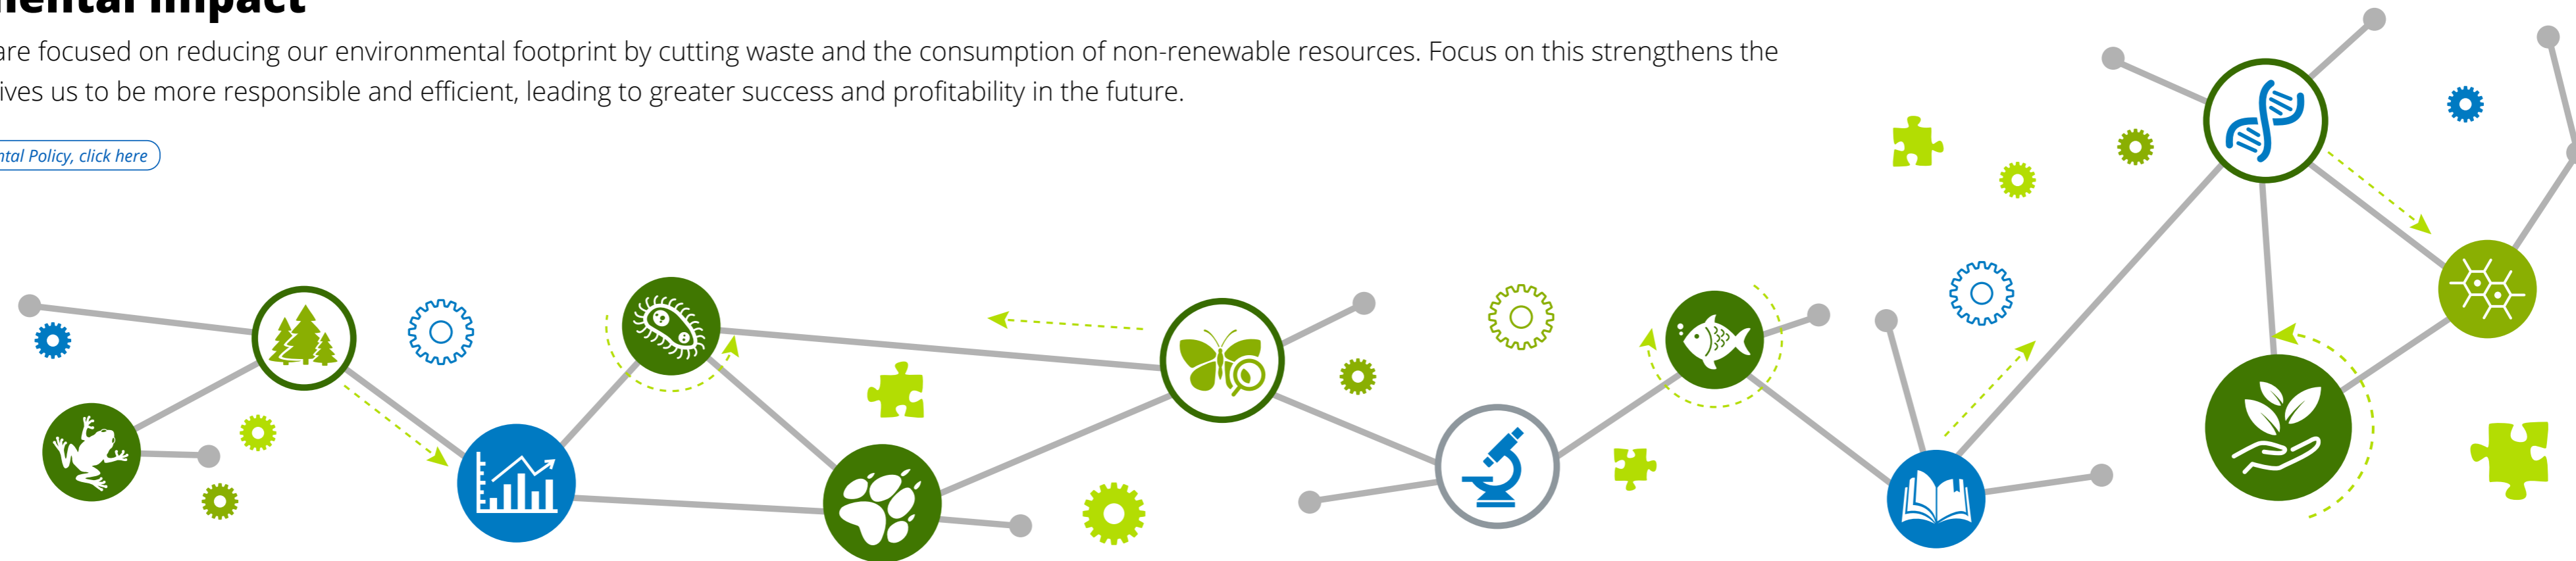 mental Impact
are focused on reducing our environmental footprint by cutting waste and the consumption of non-renewable resources. Focus on this strengthens the
ives us to be more responsible and efficient, leading to greater success and profitability in the future.
ntal Policy, click here